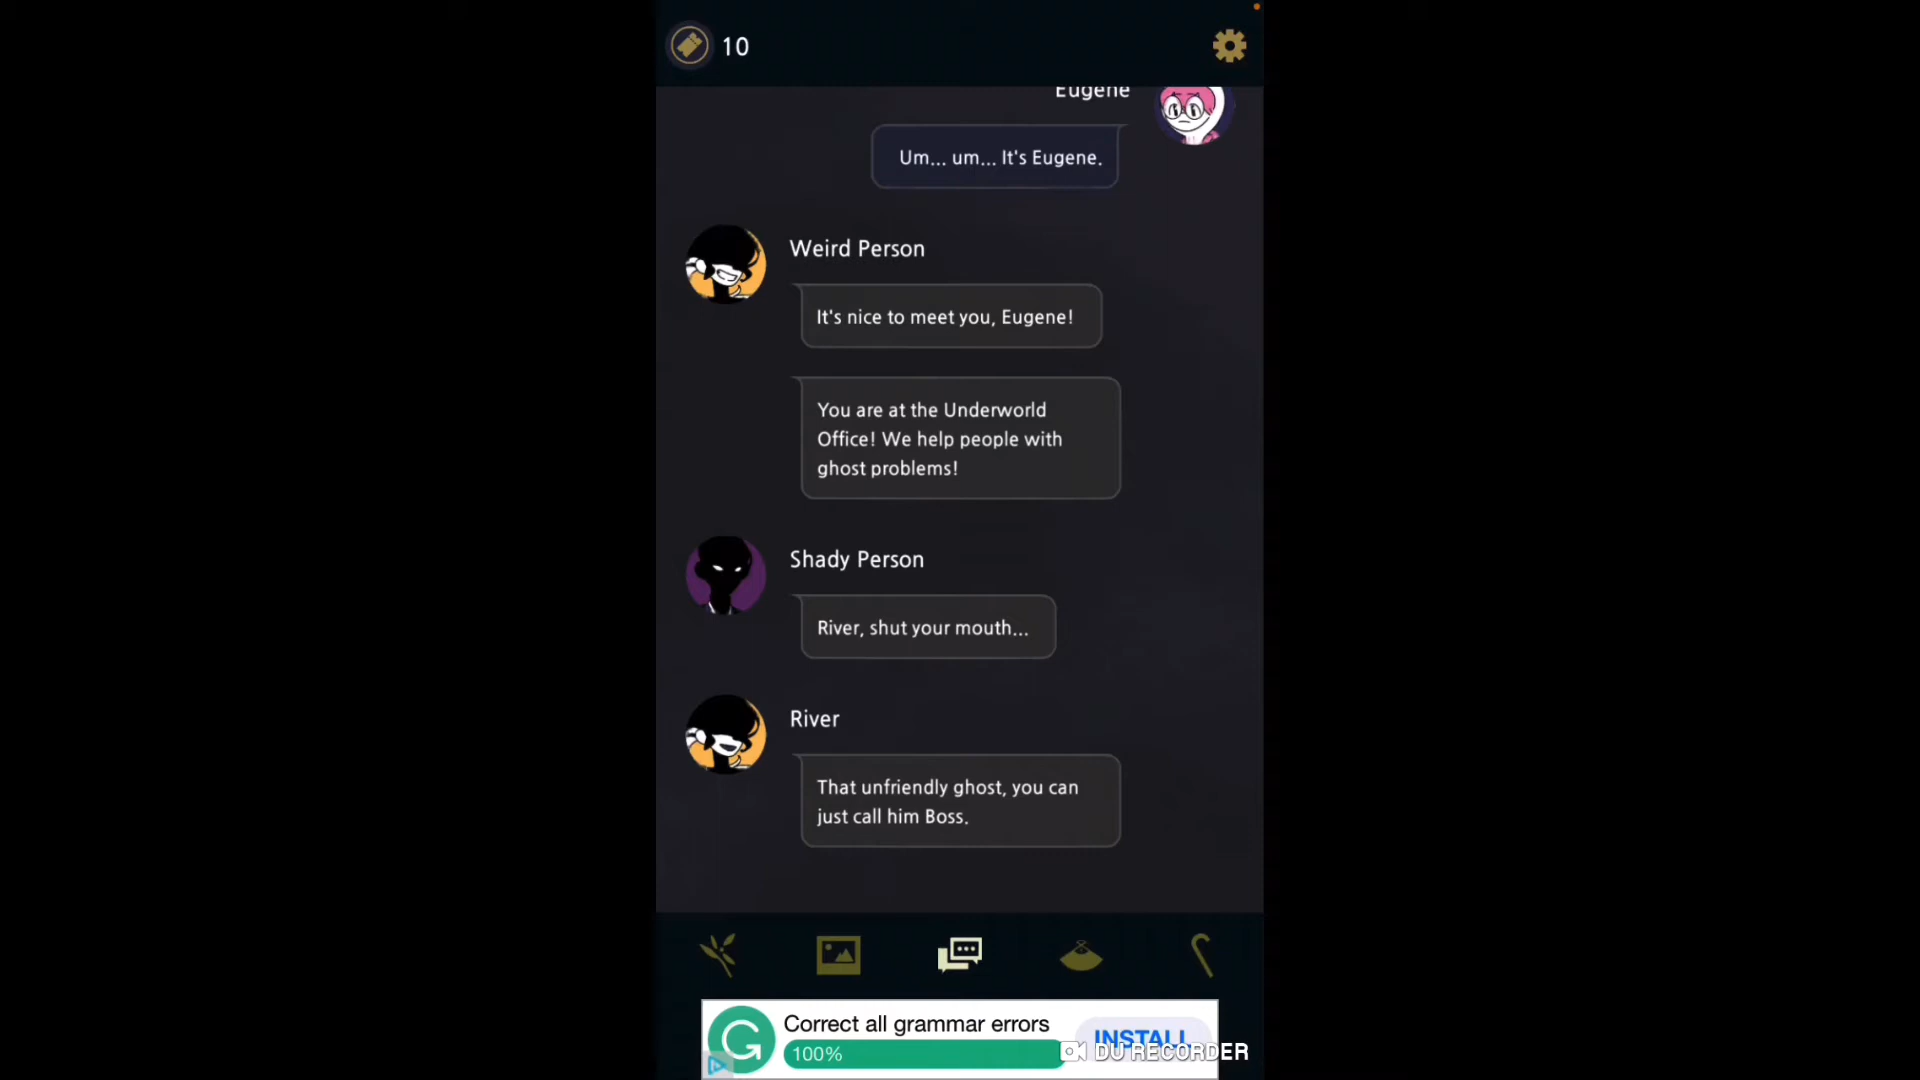 10
Eugene
Um... um... It's Eugene.
Weird Person
It's nice to meet you, Eugene!
You are at the Underworld
Office! We help people with
ghost problems!
Shady Person
River, shut your mouth...
River
That unfriendly ghost, you can
just call him Boss.
Correct all grammar errors
100%
INSTALL
DU RECORDER